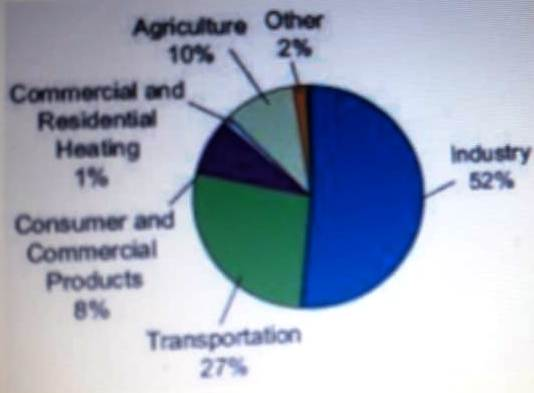 Agriculture
10%
Other
2%
Commercial and
Residential
Heating
1%
Industry
52%
Consumer and
Commercial
Products
8%
Transportation
27%